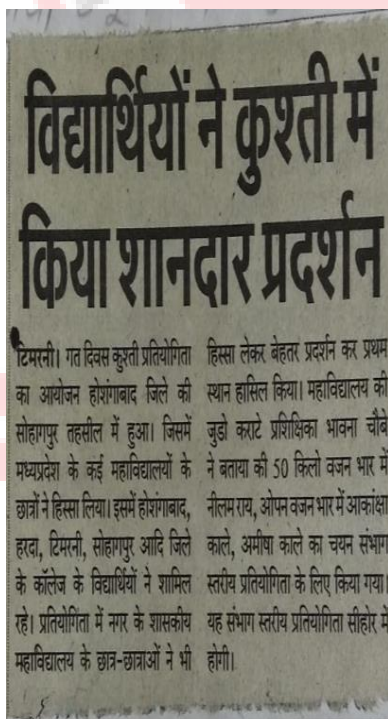 विद्यार्थियों ने कुश्ती में
किया शानदार प्रदर्शन
टिमरनी। गत दिवस कुश्ती प्रतियोगिता
का आयोजन होशंगाबाद जिले की
सोहागपुर तहसील में हुआ। जिसमें
मध्यप्रदेश के कई महाविद्यालयों के
छात्रों ने हिस्सा लिया। इसमें होशंगाबाद,
हरदा, टिमरनी, सोहागपुर आदि जिले
के कॉलेज के विद्यार्थियों ने शामिल
रहे। प्रतियोगिता में नगर के शासकीय
महाविद्यालय के छात्र-छात्राओं ने भी
हिस्सा लेकर बेहतर प्रदर्शन कर प्रथम
स्थान हासिल किया। महाविद्यालय की
जुडो कराटे प्रशिक्षिका भावना चौबे
ने बताया की 50 किलो वजन भार में
नीलम राय, ओपन वजन भार में आकांक्षा
काले, अमीषा काले का चयन संभाग
स्तरीय प्रतियोगिता के लिए किया गया।
यह संभाग स्तरीय प्रतियोगिता सीहोर में
होगी।